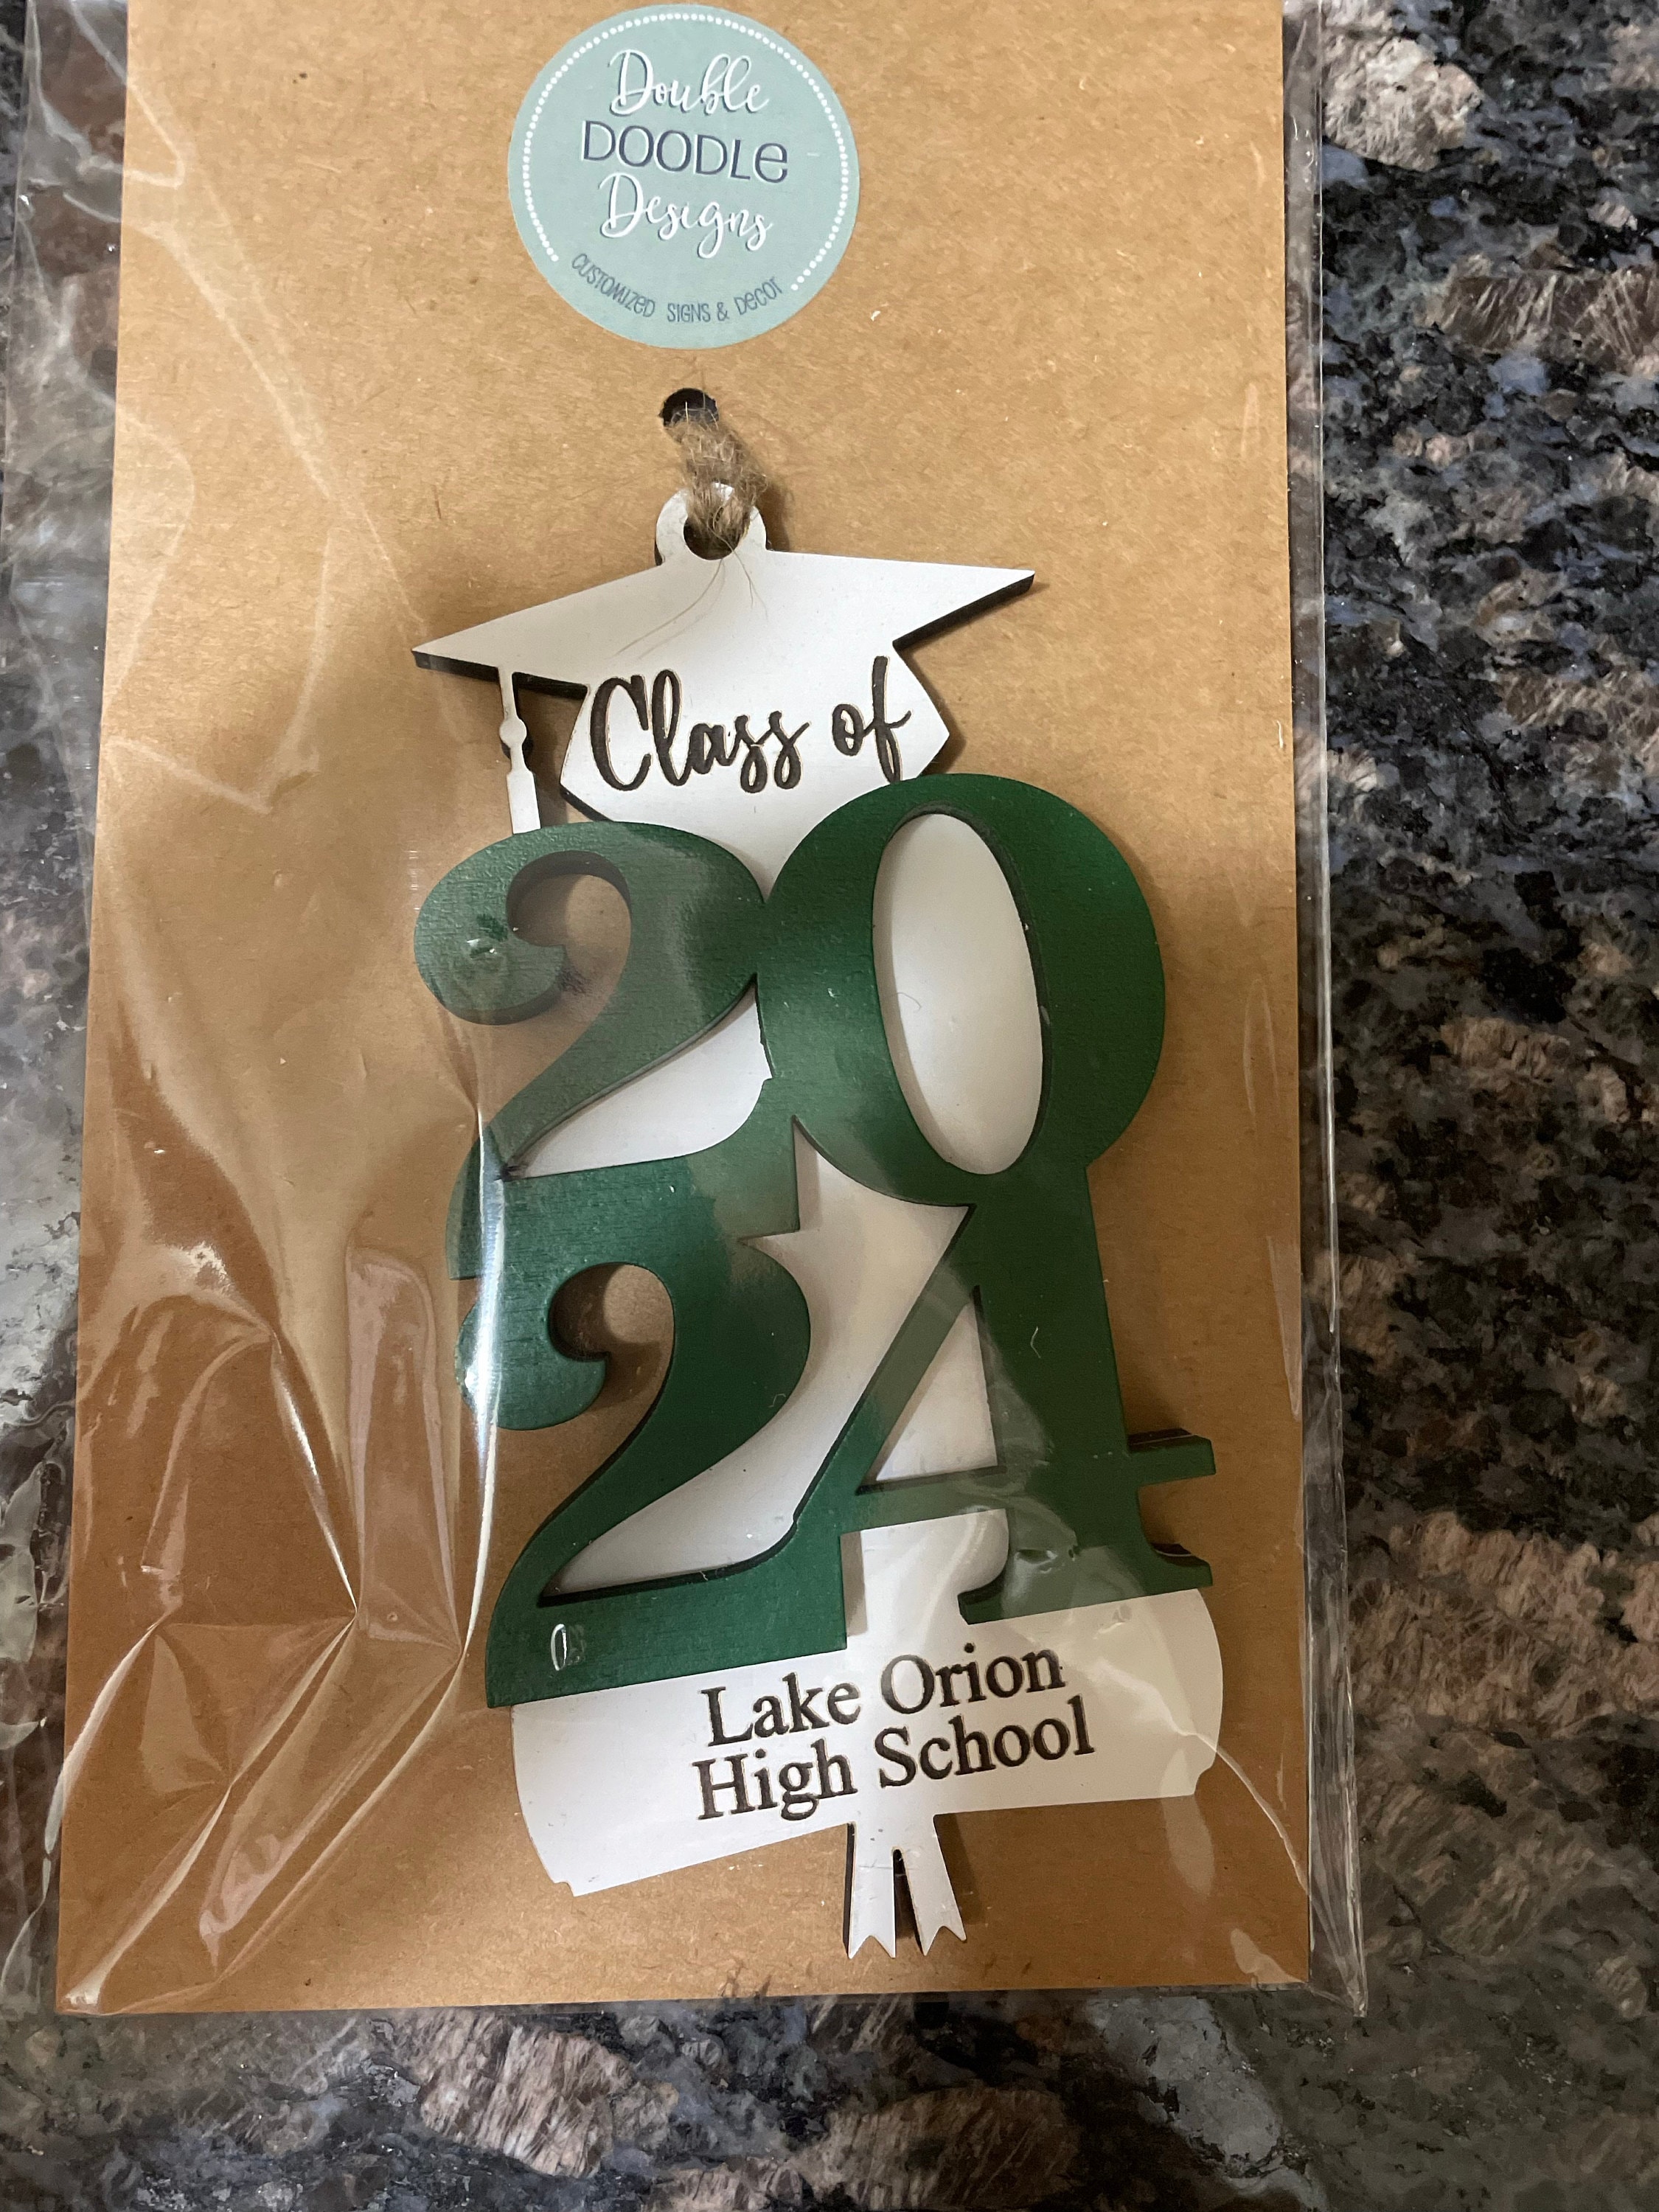 Double
DOODLe
Designs
CUSTOMIZED SIGNS & Decor
Class of
20
24
Lake Orion
High School